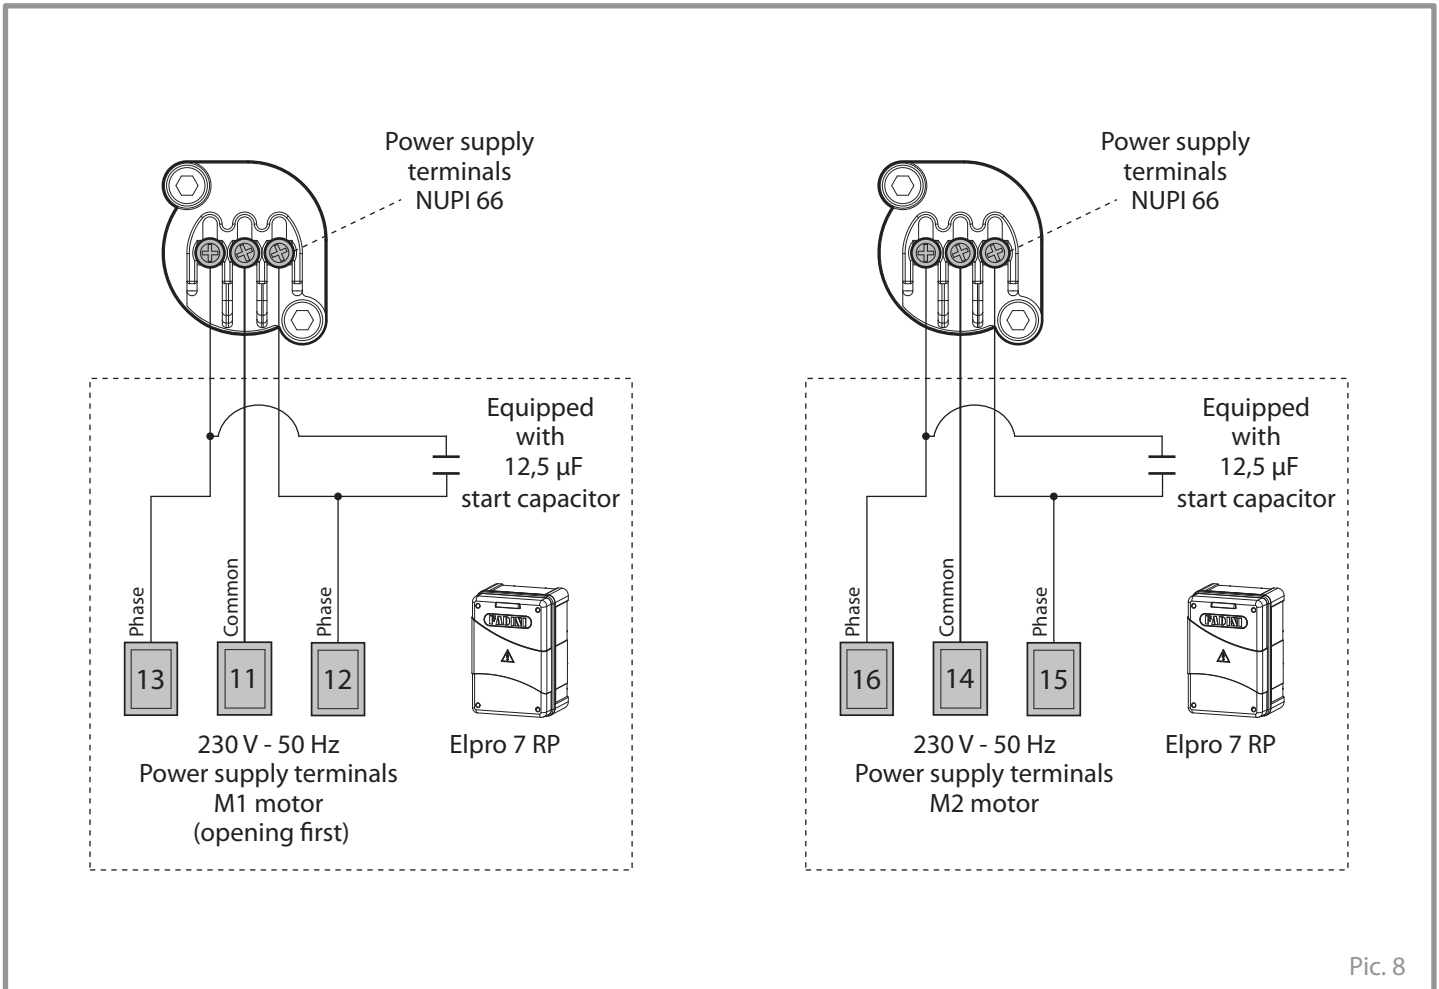 Power supply
terminals
NUPI 66
Equipped
with
12,5 µF
start capacitor
Phase
Common
Phase
13
11
12
FADINI
230 V - 50 Hz
Power supply terminals
M1 motor
(opening first)
Elpro 7 RP
Power supply
terminals
NUPI 66
Equipped
with
12,5 µF
start capacitor
Phase
Common
Phase
16
14
15
FADINI
230 V - 50 Hz
Power supply terminals
M2 motor
Elpro 7 RP
Pic. 8